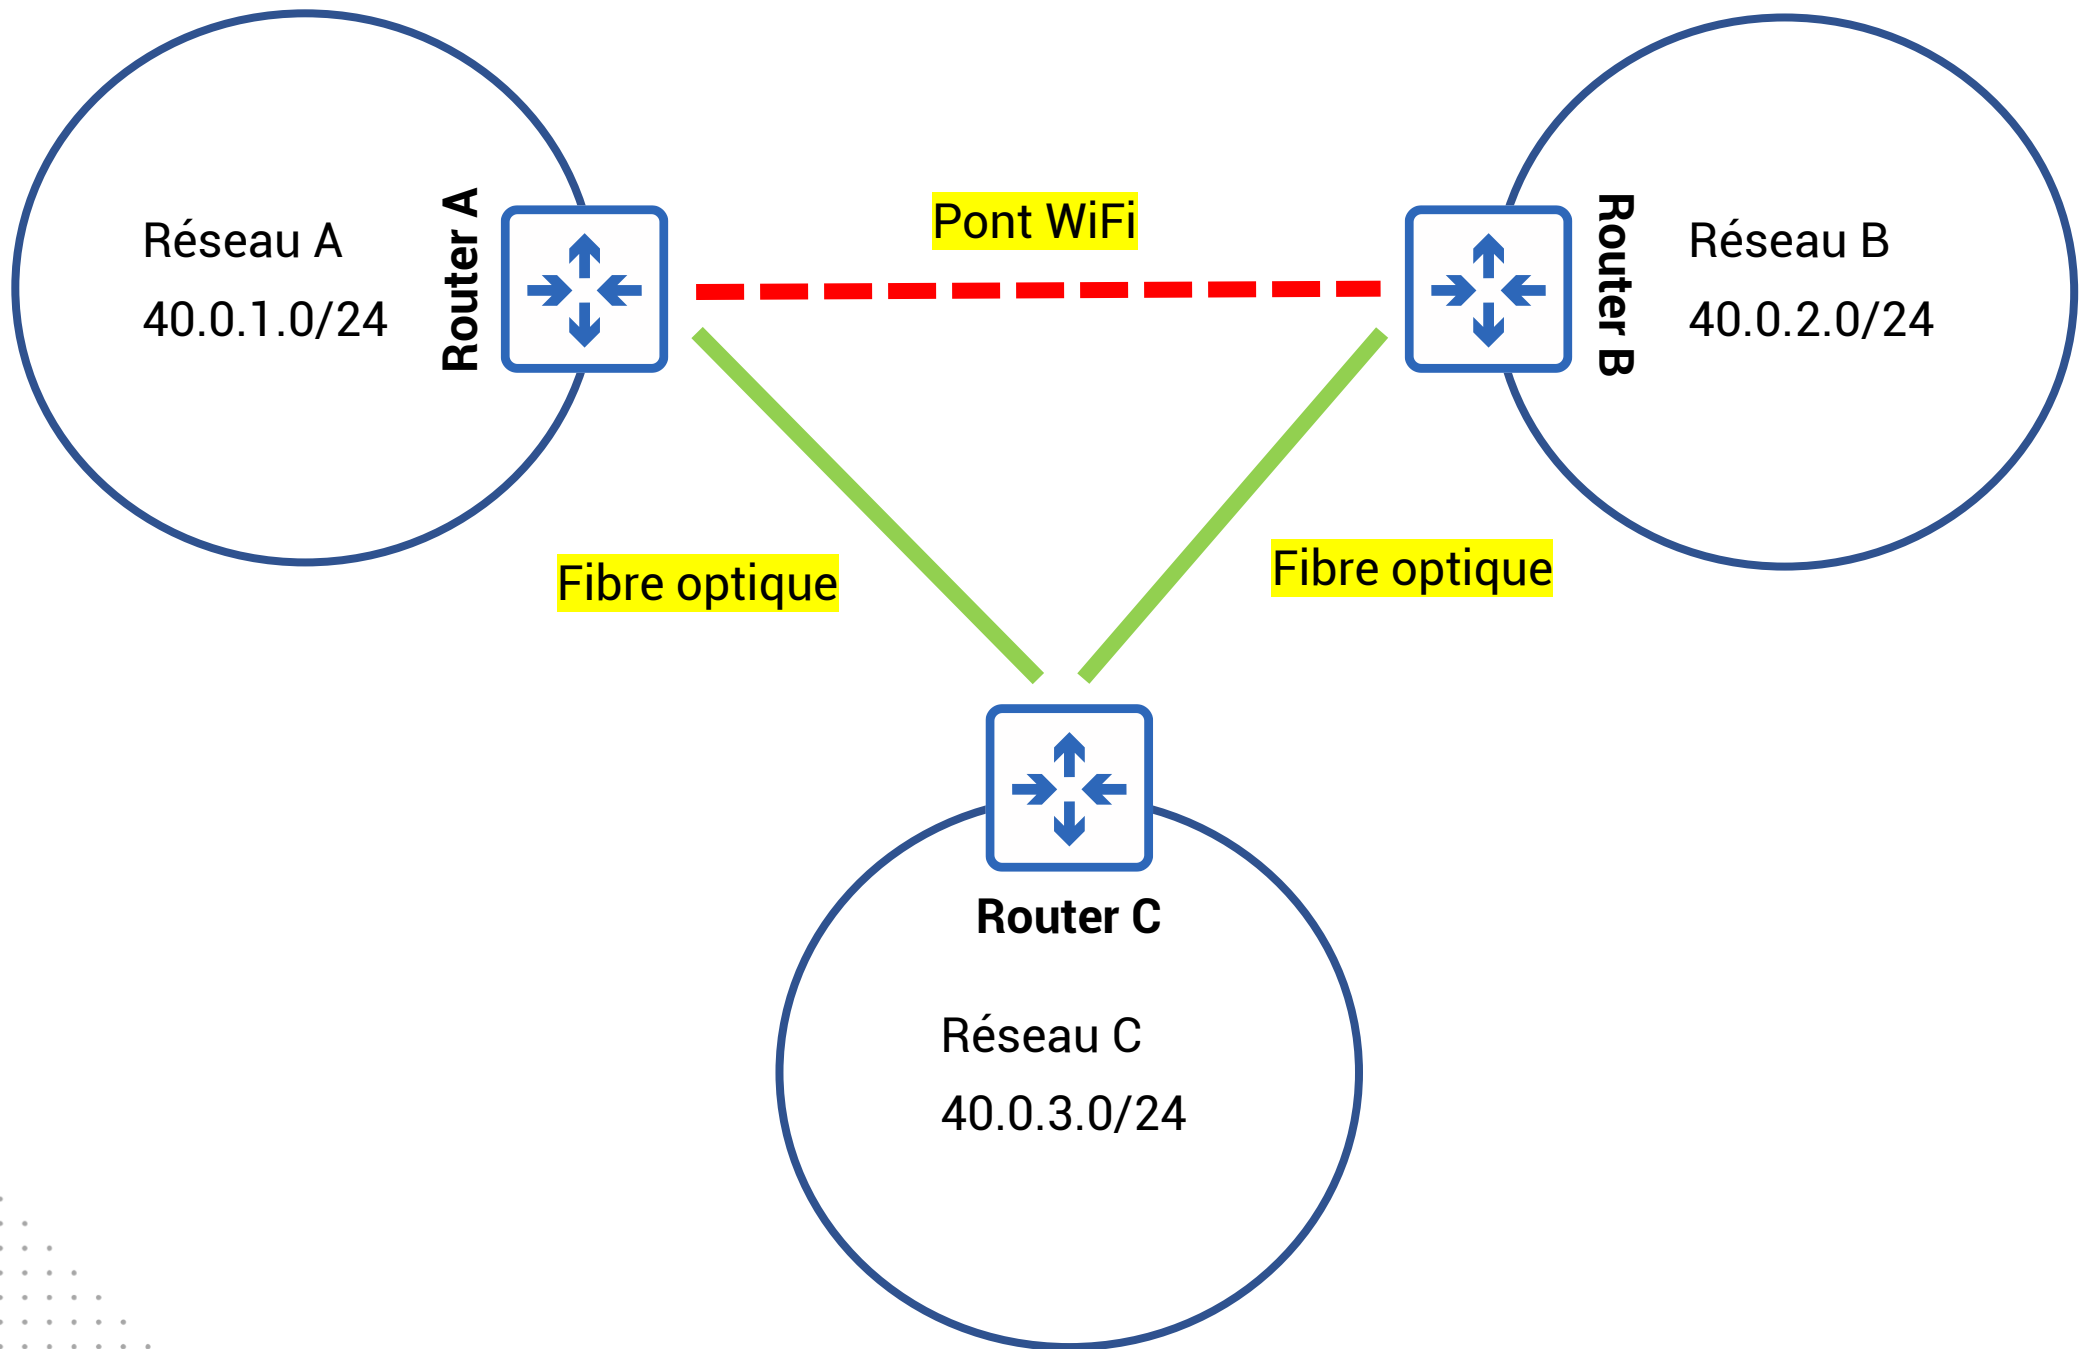 Réseau A
40.0.1.0/24
Router A
Pont WiFi
Router B
Réseau B
40.0.2.0/24
Fibre optique
Fibre optique
Router C
Réseau C
40.0.3.0/24